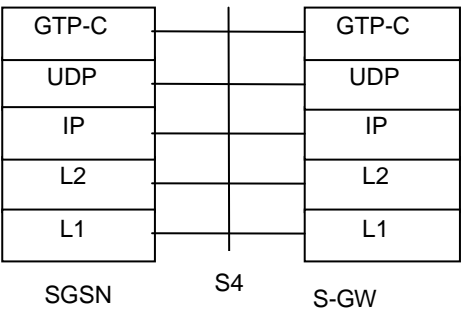 GTP-C GTP-C
UDP UDP
IP IP
L2 L2
L1 L1
SGSN S4 S-GW